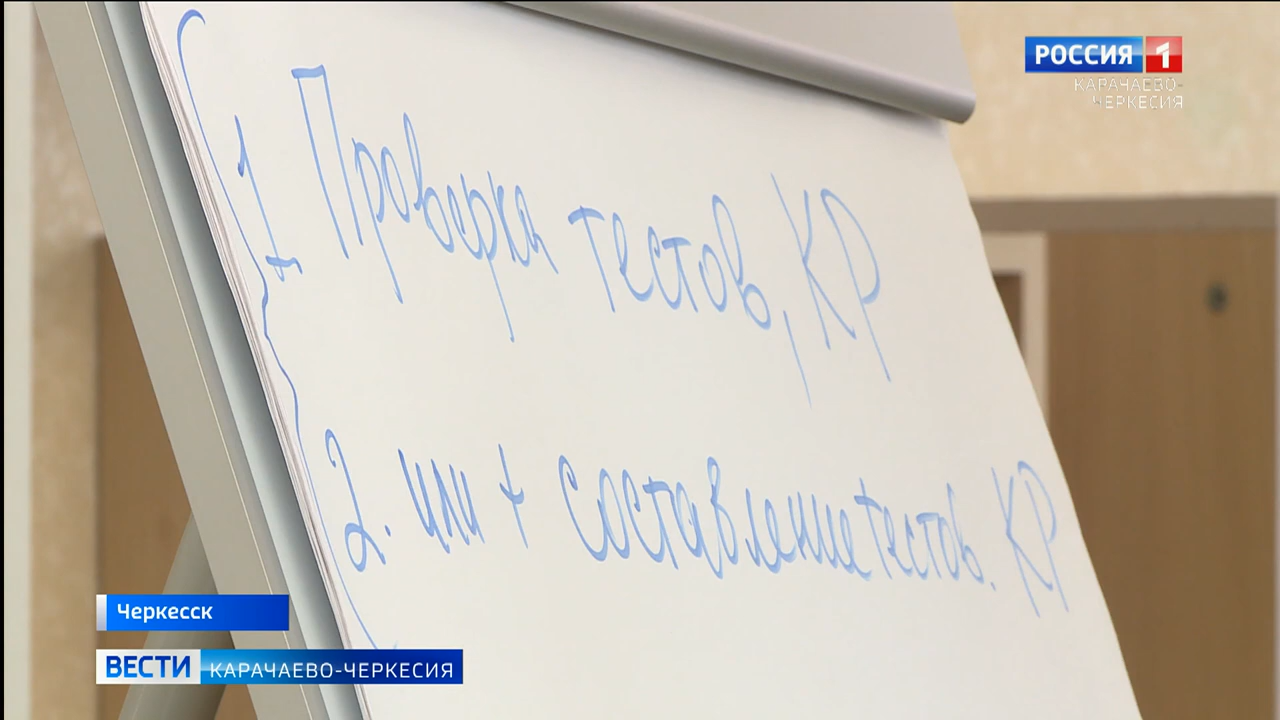 РОССИЯ 1
КАРАЧАЕВО-
ЧЕРКЕСИЯ
1. Проверка тестов, КР
2. или + составление тестов. КР
Черкесск
ВЕСТИ КАРАЧАЕВО-ЧЕРКЕСИЯ